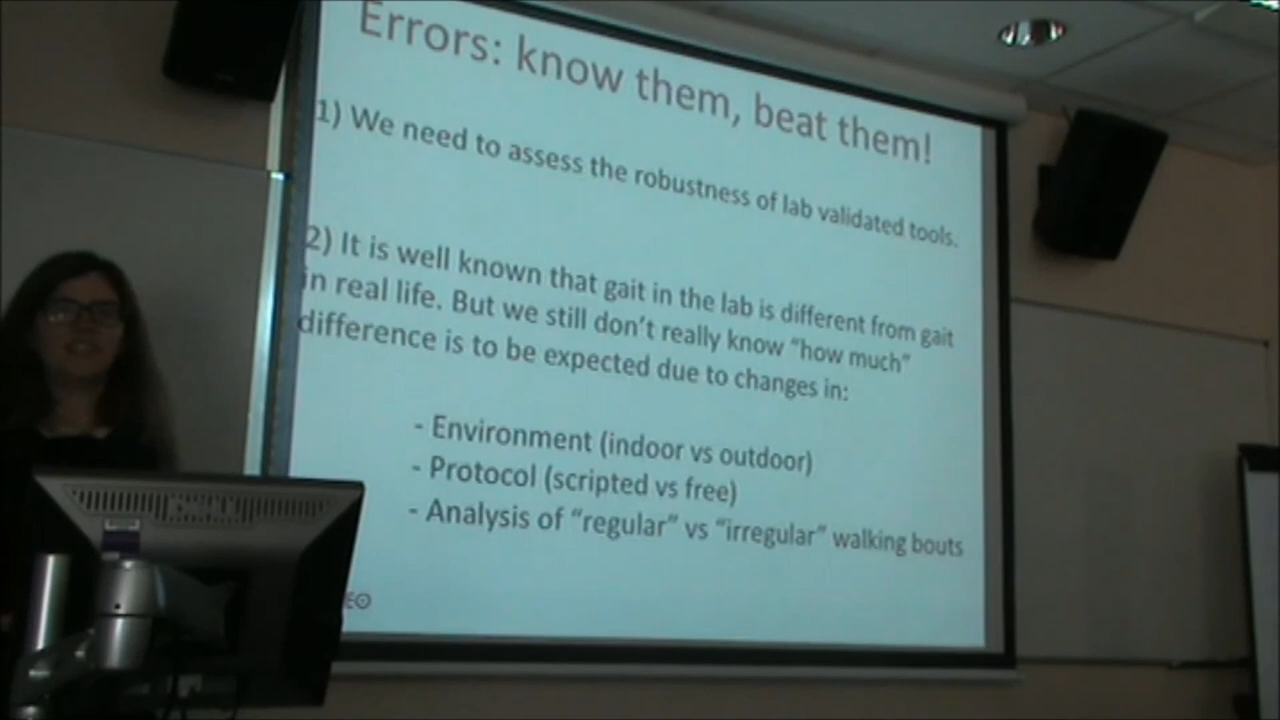 Errors: know them, beat them!
1) We need to assess the robustness of lab validated tools.
2) It is well known that gait in the lab is different from gait
in real life. But we still don't really know "how much"
difference is to be expected due to changes in:
- Environment (indoor vs outdoor)
- Protocol (scripted vs free)
- Analysis of "regular" vs "irregular" walking bouts